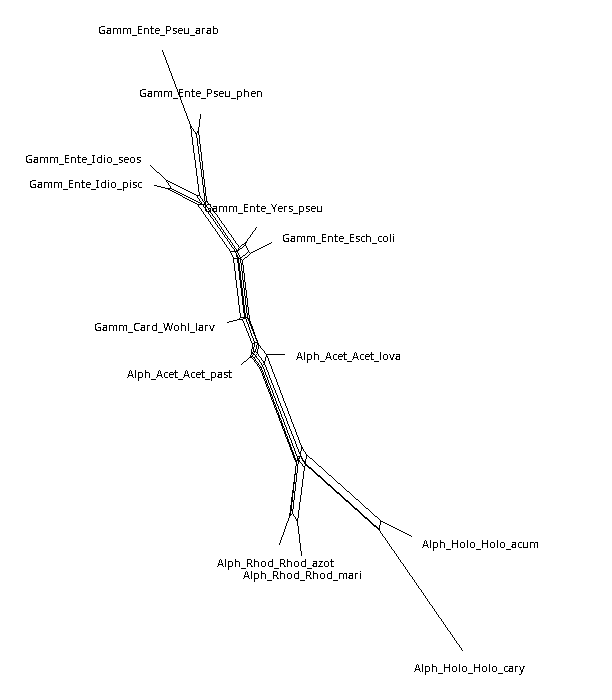 Gamm_Ente_Pseu_arab
Gamm_Ente_Pseu_phen
Gamm_Ente_Idio_seos
Gamm_Ente_Idio_pisc
Gamm_Ente_Yers_pseu
Gamm_Ente_Esch_coli
Gamm_Card_Wohl_larv
Alph_Acet_Acet_lova
Alph_Acet_Acet_past
Alph_Holo_Holo_acum
Alph_Rhod_Rhod_azot
Alph_Rhod_Rhod_mari
Alph_Holo_Holo_cary